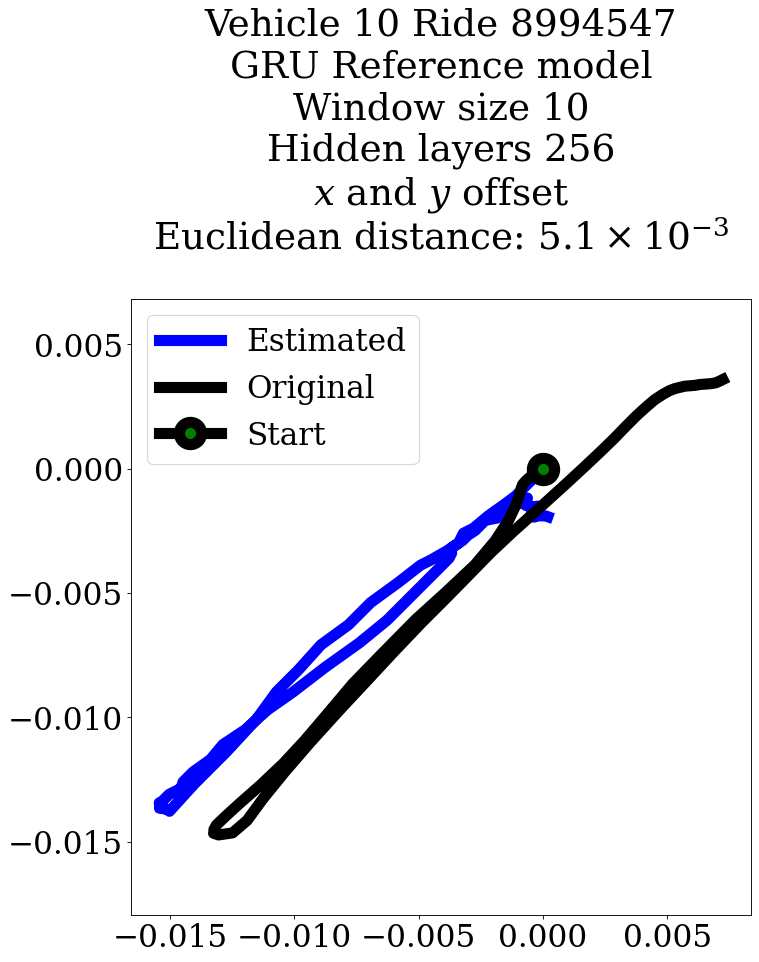 Vehicle 10 Ride 8994547
GRU Reference model
Window size 10
Hidden layers 256
x and y offset
Euclidean distance: 5.1 × 10⁻³
Estimated
Original
Start
0.005
0.000
−0.005
−0.010
−0.015
−0.015 −0.010 −0.005 0.000 0.005